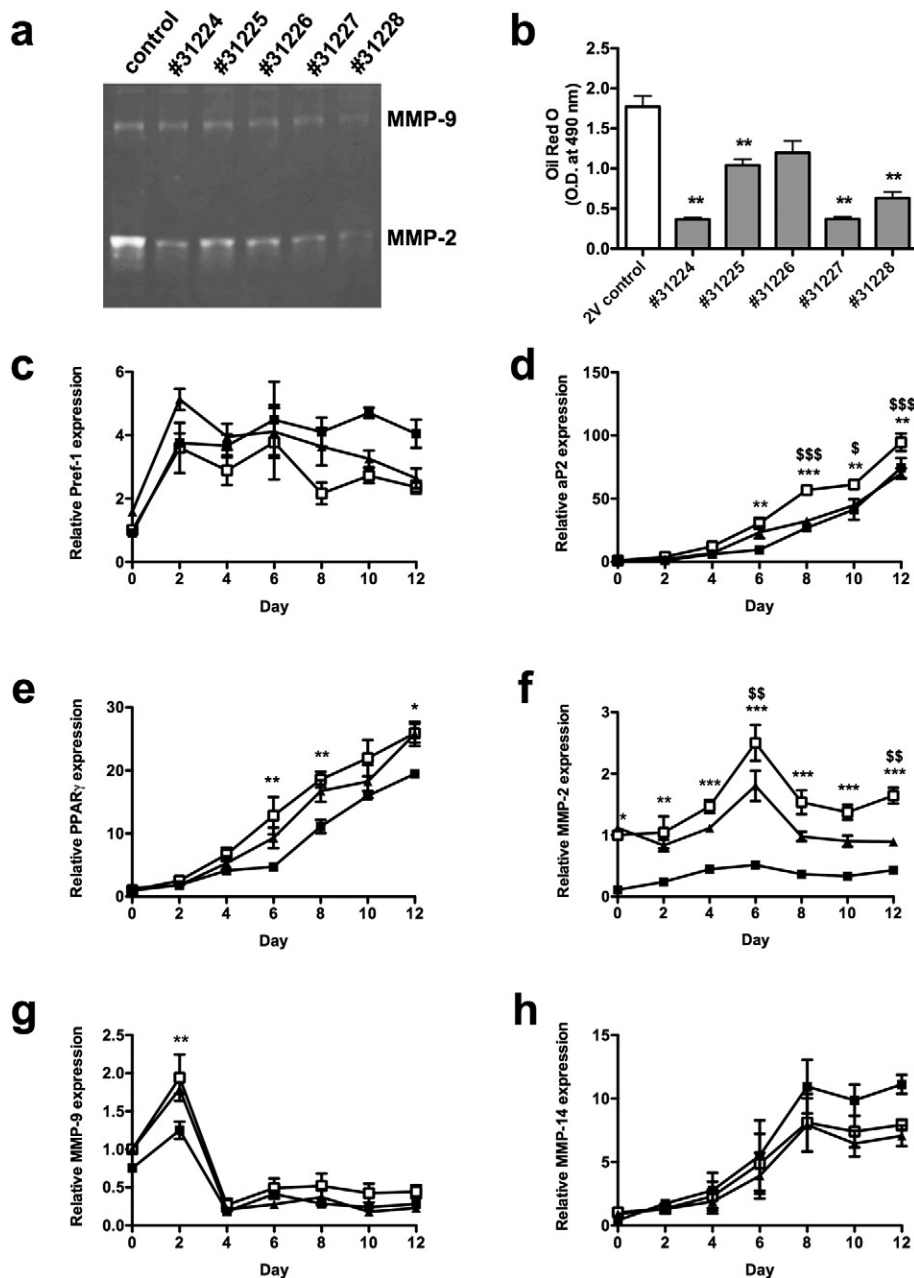 a
control
#31224
#31225
#31226
#31227
#31228
MMP-9
MMP-2
b
Oil Red O
(O.D. at 490 nm)
2.5
2.0
1.5
1.0
0.5
0.0
**
**
**
**
2V control
#31224
#31225
#31226
#31227
#31228
c
Relative Pref-1 expression
6
4
2
0
0 2 4 6 8 10 12
Day
d
Relative aP2 expression
150
100
50
0
**
$$$
***
$
**
$$$
**
0 2 4 6 8 10 12
Day
e
Relative PPARγ expression
30
20
10
0
**
**
*
0 2 4 6 8 10 12
Day
f
Relative MMP-2 expression
3
2
1
0
*
**
***
$$
***
***
***
$$
***
0 2 4 6 8 10 12
Day
g
Relative MMP-9 expression
2.5
2.0
1.5
1.0
0.5
0.0
**
0 2 4 6 8 10 12
Day
h
Relative MMP-14 expression
15
10
5
0
0 2 4 6 8 10 12
Day